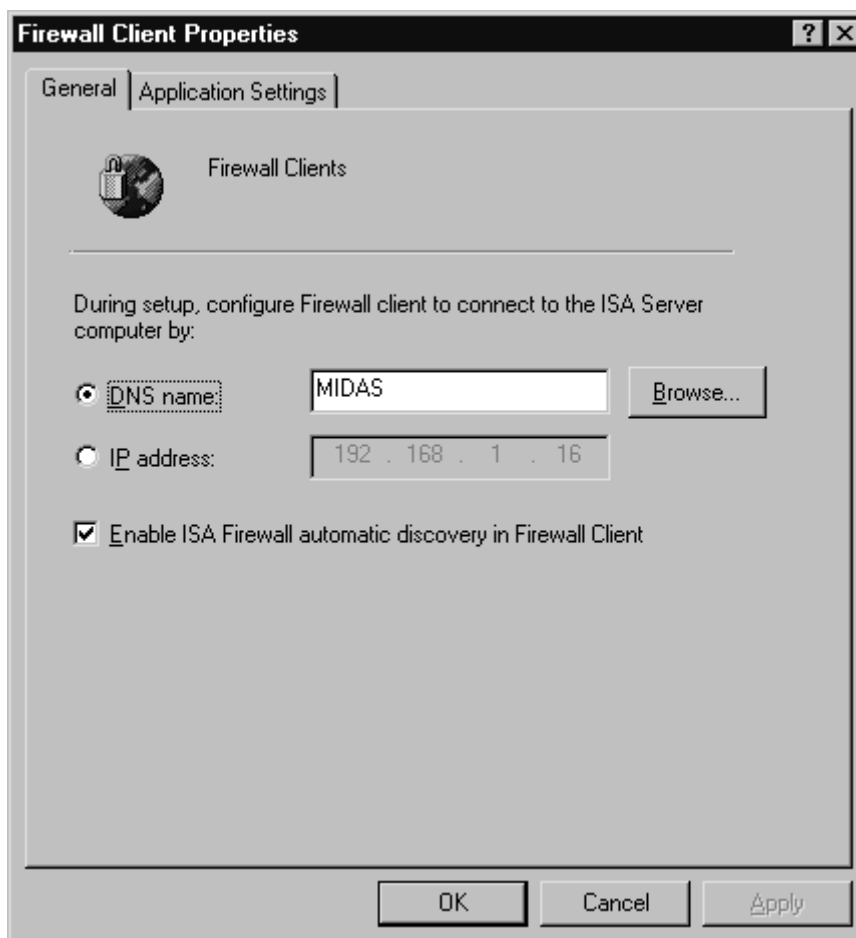 Firewall Client Properties
General Application Settings
Firewall Clients
During setup, configure Firewall client to connect to the ISA Server
computer by:
DNS name: MIDAS Browse...
IP address: 192 . 168 . 1 . 16
Enable ISA Firewall automatic discovery in Firewall Client
OK Cancel Apply